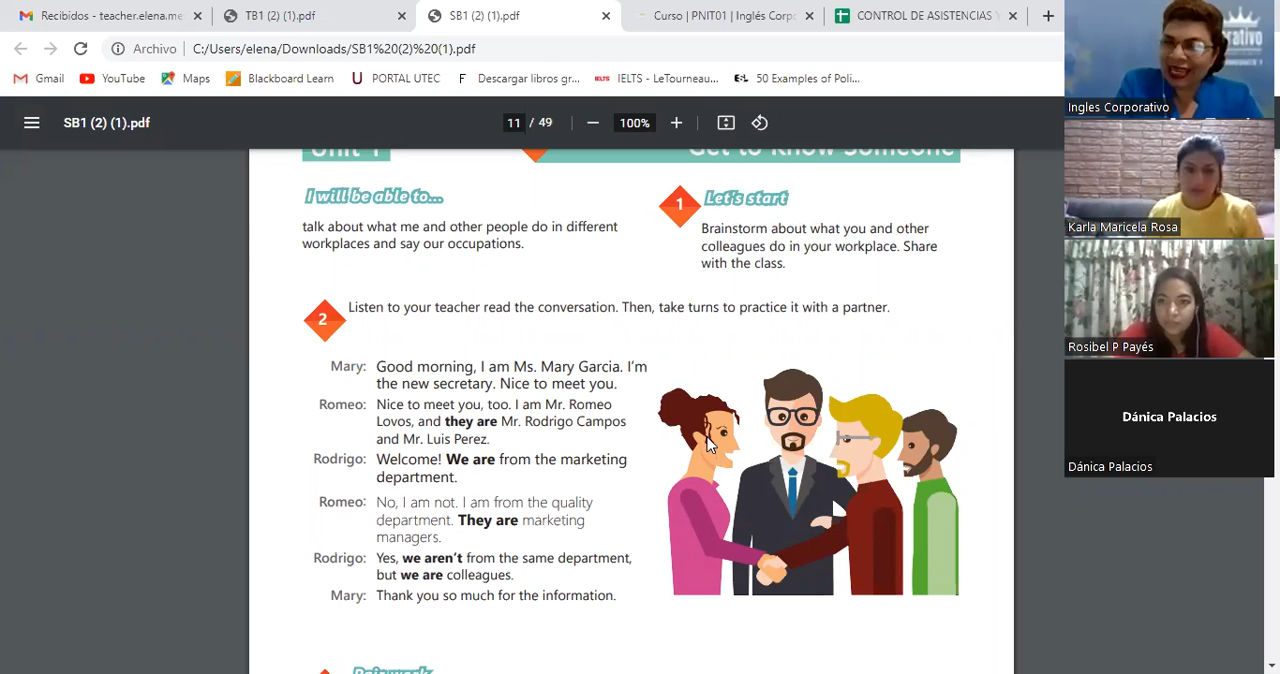 Recibidos - teacher.elena.me
TB1 (2) (1).pdf
SB1 (2) (1).pdf
Curso | PNIT01 | Inglés Corpo
CONTROL DE ASISTENCIAS Y
Archivo
C:/Users/elena/Downloads/SB1%20(2)%20(1).pdf
Gmail
YouTube
Maps
Blackboard Learn
PORTAL UTEC
Descargar libros gr...
IELTS - LeTourneau...
50 Examples of Poli...
SB1 (2) (1).pdf
11 / 49
100%
Unit 1
Get to Know Someone
I will be able to...
talk about what me and other people do in different
workplaces and say our occupations.
1
Let's start
Brainstorm about what you and other
colleagues do in your workplace. Share
with the class.
2
Listen to your teacher read the conversation. Then, take turns to practice it with a partner.
Mary: Good morning, I am Ms. Mary Garcia. I'm
the new secretary. Nice to meet you.
Romeo: Nice to meet you, too. I am Mr. Romeo
Lovos, and they are Mr. Rodrigo Campos
and Mr. Luis Perez.
Rodrigo: Welcome! We are from the marketing
department.
Romeo: No, I am not. I am from the quality
department. They are marketing
managers.
Rodrigo: Yes, we aren't from the same department,
but we are colleagues.
Mary: Thank you so much for the information.
Pair work
Ingles Corporativo
Karla Maricela Rosa
Rosibel P Payés
Dánica Palacios
Dánica Palacios